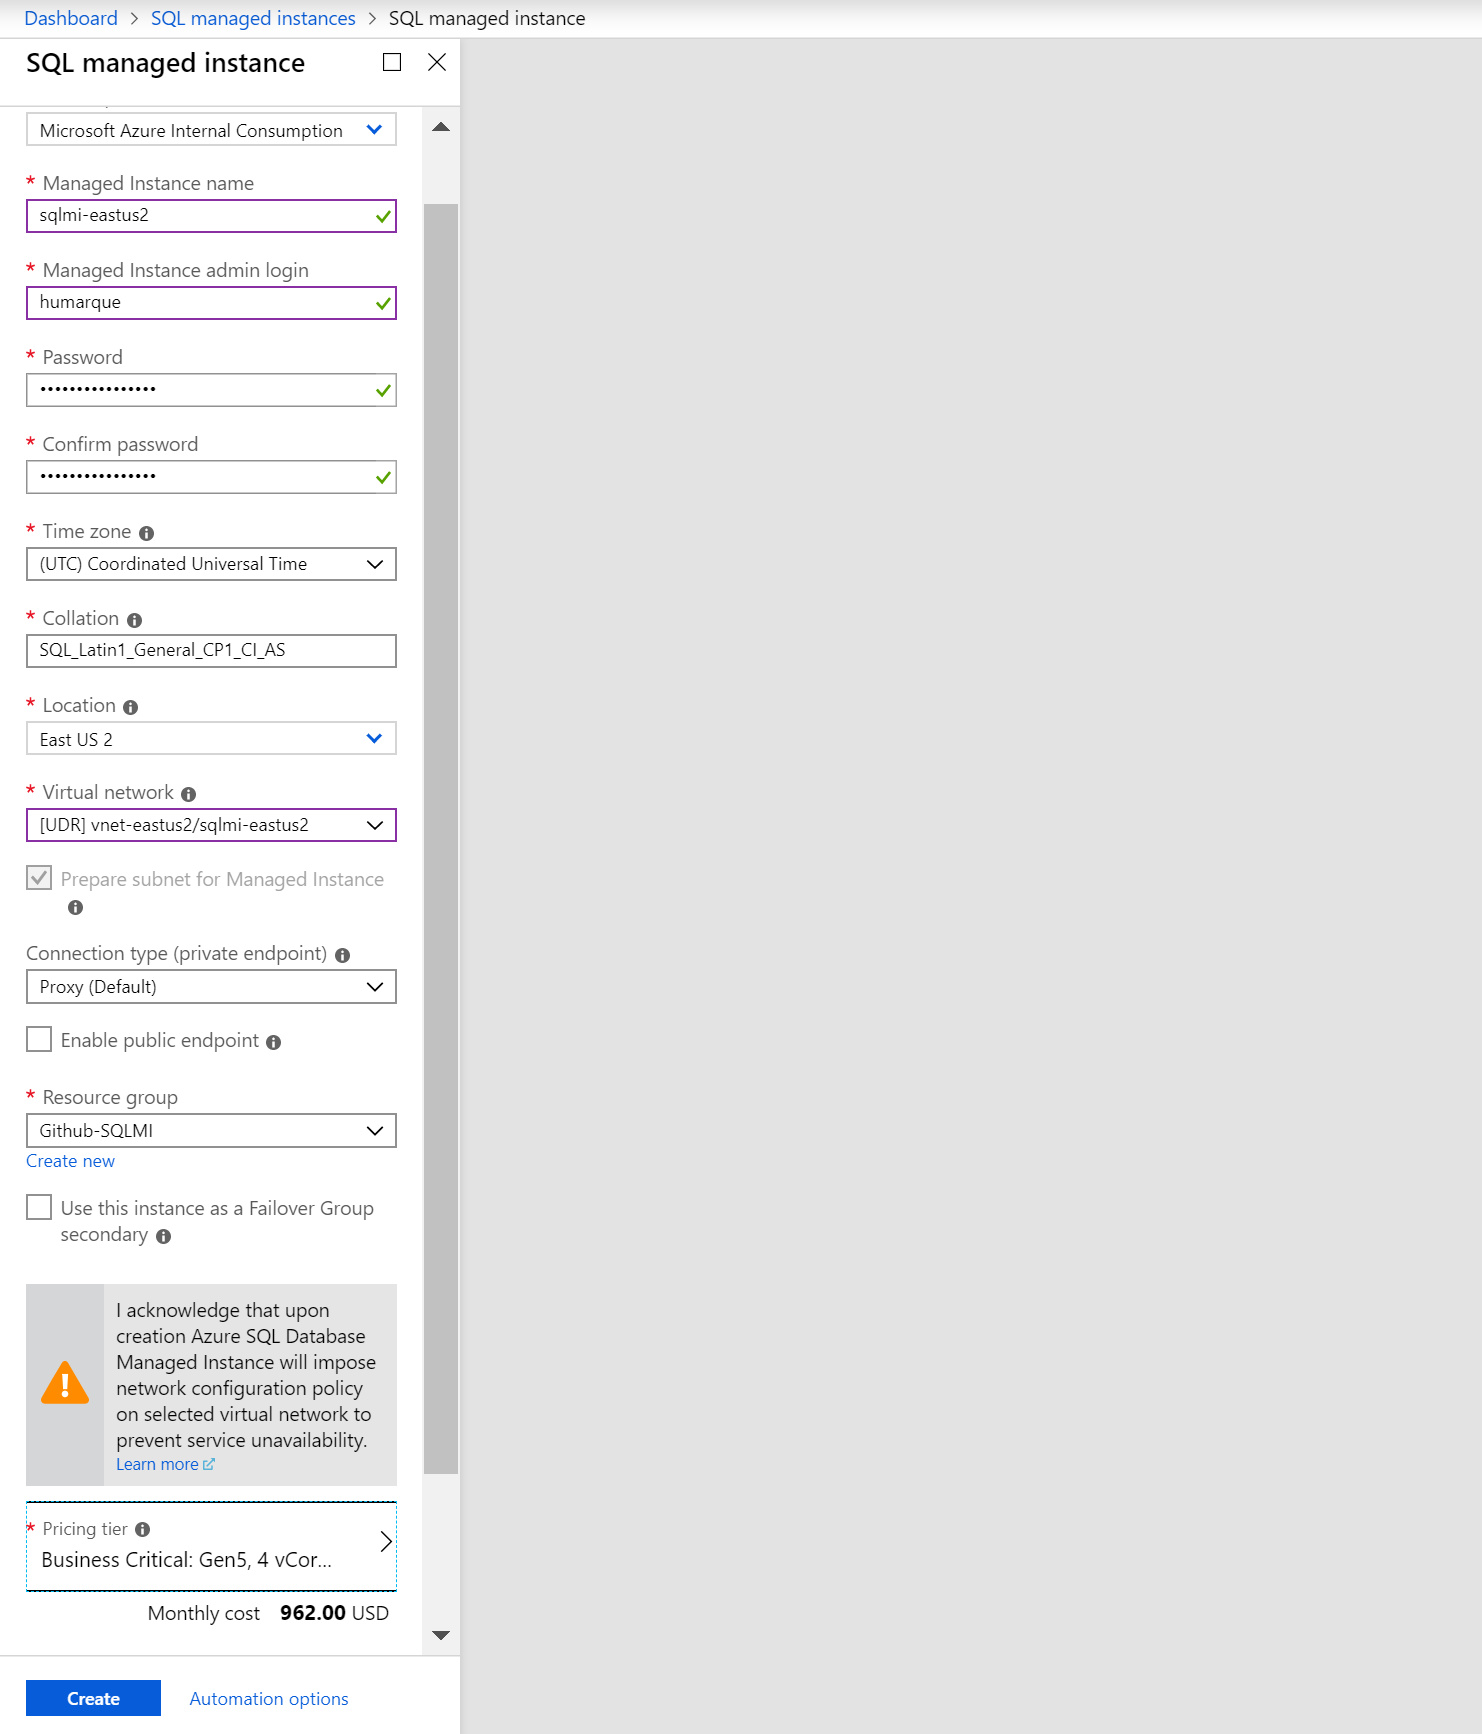 Dashboard > SQL managed instances > SQL managed instance
SQL managed instance
Microsoft Azure Internal Consumption
* Managed Instance name
sqlmi-eastus2
* Managed Instance admin login
humarque
* Password
••••••••••••••••
* Confirm password
••••••••••••••••
* Time zone
(UTC) Coordinated Universal Time
* Collation
SQL_Latin1_General_CP1_CI_AS
* Location
East US 2
* Virtual network
[UDR] vnet-eastus2/sqlmi-eastus2
Prepare subnet for Managed Instance
Connection type (private endpoint)
Proxy (Default)
Enable public endpoint
* Resource group
Github-SQLMI
Create new
Use this instance as a Failover Group
secondary
I acknowledge that upon
creation Azure SQL Database
Managed Instance will impose
network configuration policy
on selected virtual network to
prevent service unavailability.
Learn more
* Pricing tier
Business Critical: Gen5, 4 vCor...
Monthly cost 962.00 USD
Create Automation options